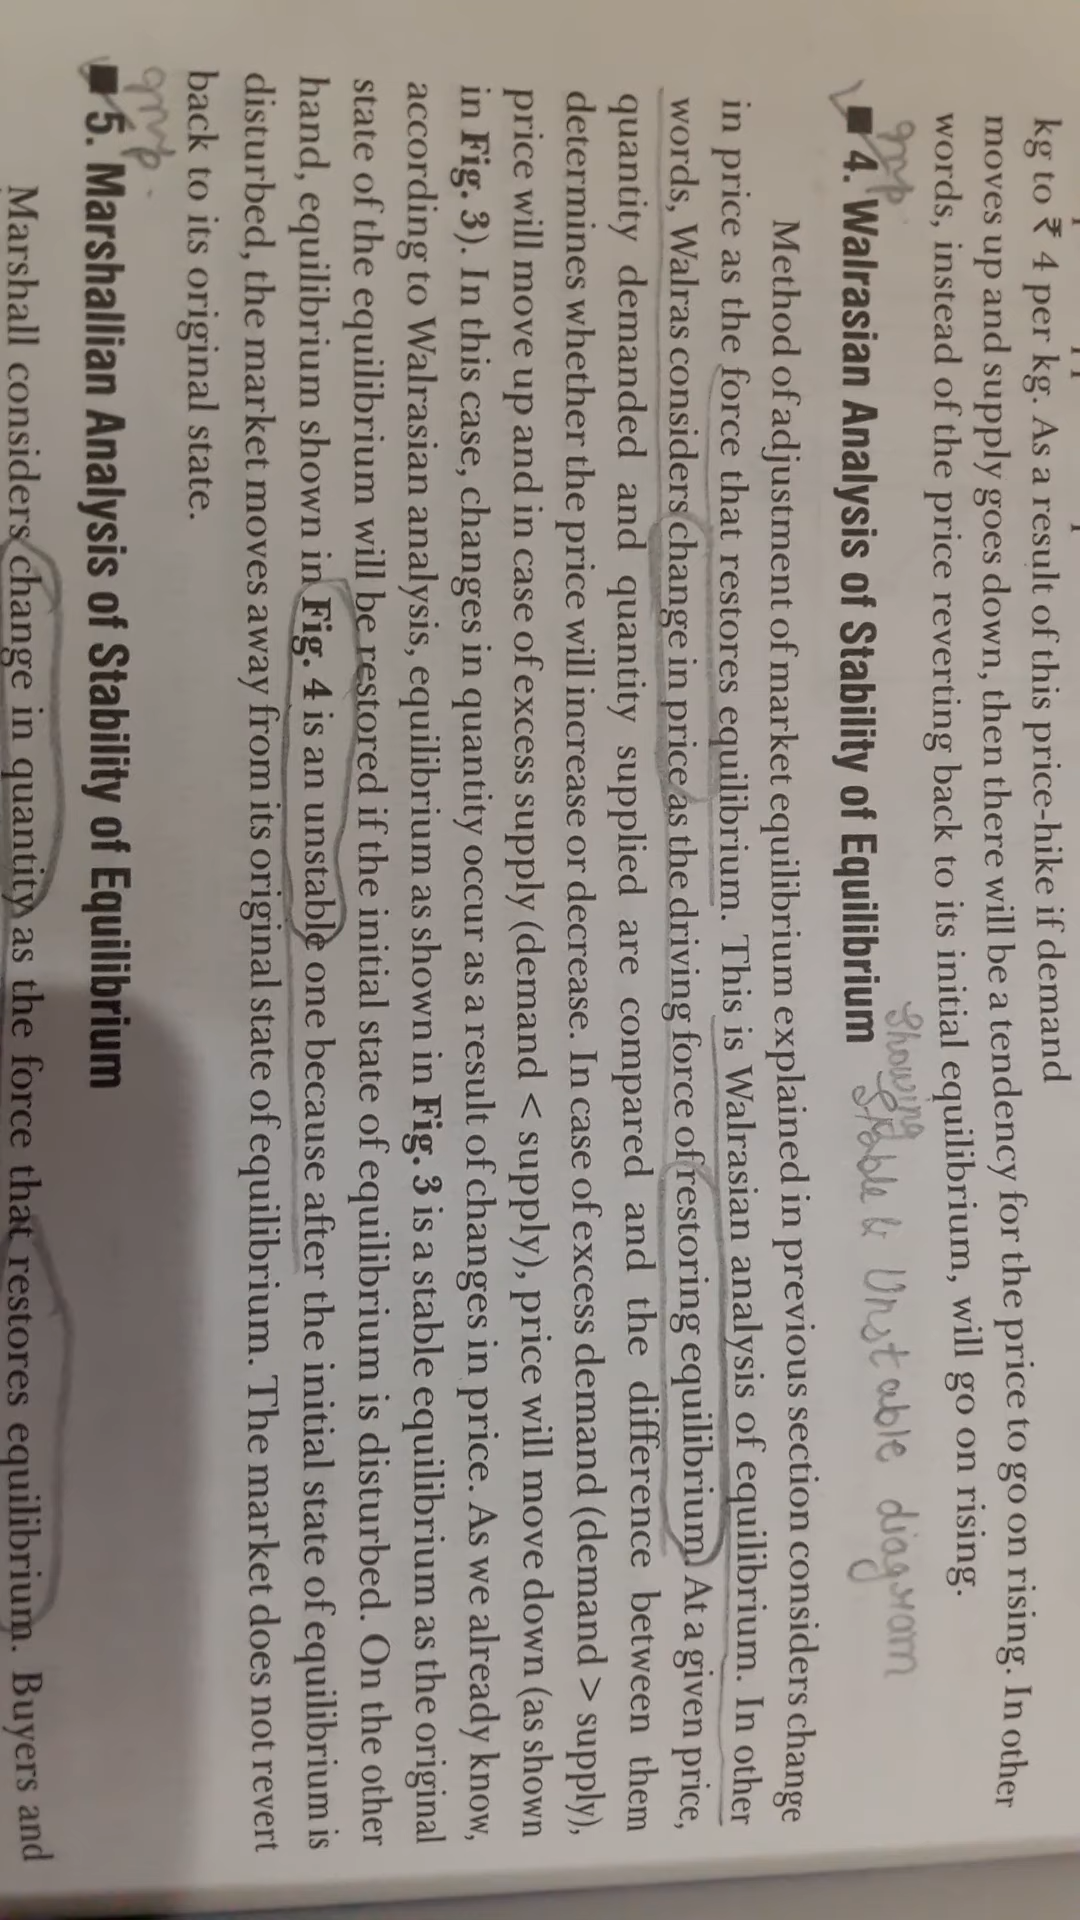 kg to ₹ 4 per kg. As a result of this price-hike if demand
moves up and supply goes down, then there will be a tendency for the price to go on rising. In other
words, instead of the price reverting back to its initial equilibrium, will go on rising.
Imp.
Showing
Stable & Unstable diagram
■ 4. Walrasian Analysis of Stability of Equilibrium
Method of adjustment of market equilibrium explained in previous section considers change
in price as the force that restores equilibrium. This is Walrasian analysis of equilibrium. In other
words, Walras considers change in price as the driving force of restoring equilibrium. At a given price,
quantity demanded and quantity supplied are compared and the difference between them
determines whether the price will increase or decrease. In case of excess demand (demand > supply),
price will move up and in case of excess supply (demand < supply), price will move down (as shown
in Fig. 3). In this case, changes in quantity occur as a result of changes in price. As we already know,
according to Walrasian analysis, equilibrium as shown in Fig. 3 is a stable equilibrium as the original
state of the equilibrium will be restored if the initial state of equilibrium is disturbed. On the other
hand, equilibrium shown in Fig. 4 is an unstable one because after the initial state of equilibrium is
disturbed, the market moves away from its original state of equilibrium. The market does not revert
back to its original state.
Imp.
■ 5. Marshallian Analysis of Stability of Equilibrium
Marshall considers change in quantity as the force that restores equilibrium. Buyers and